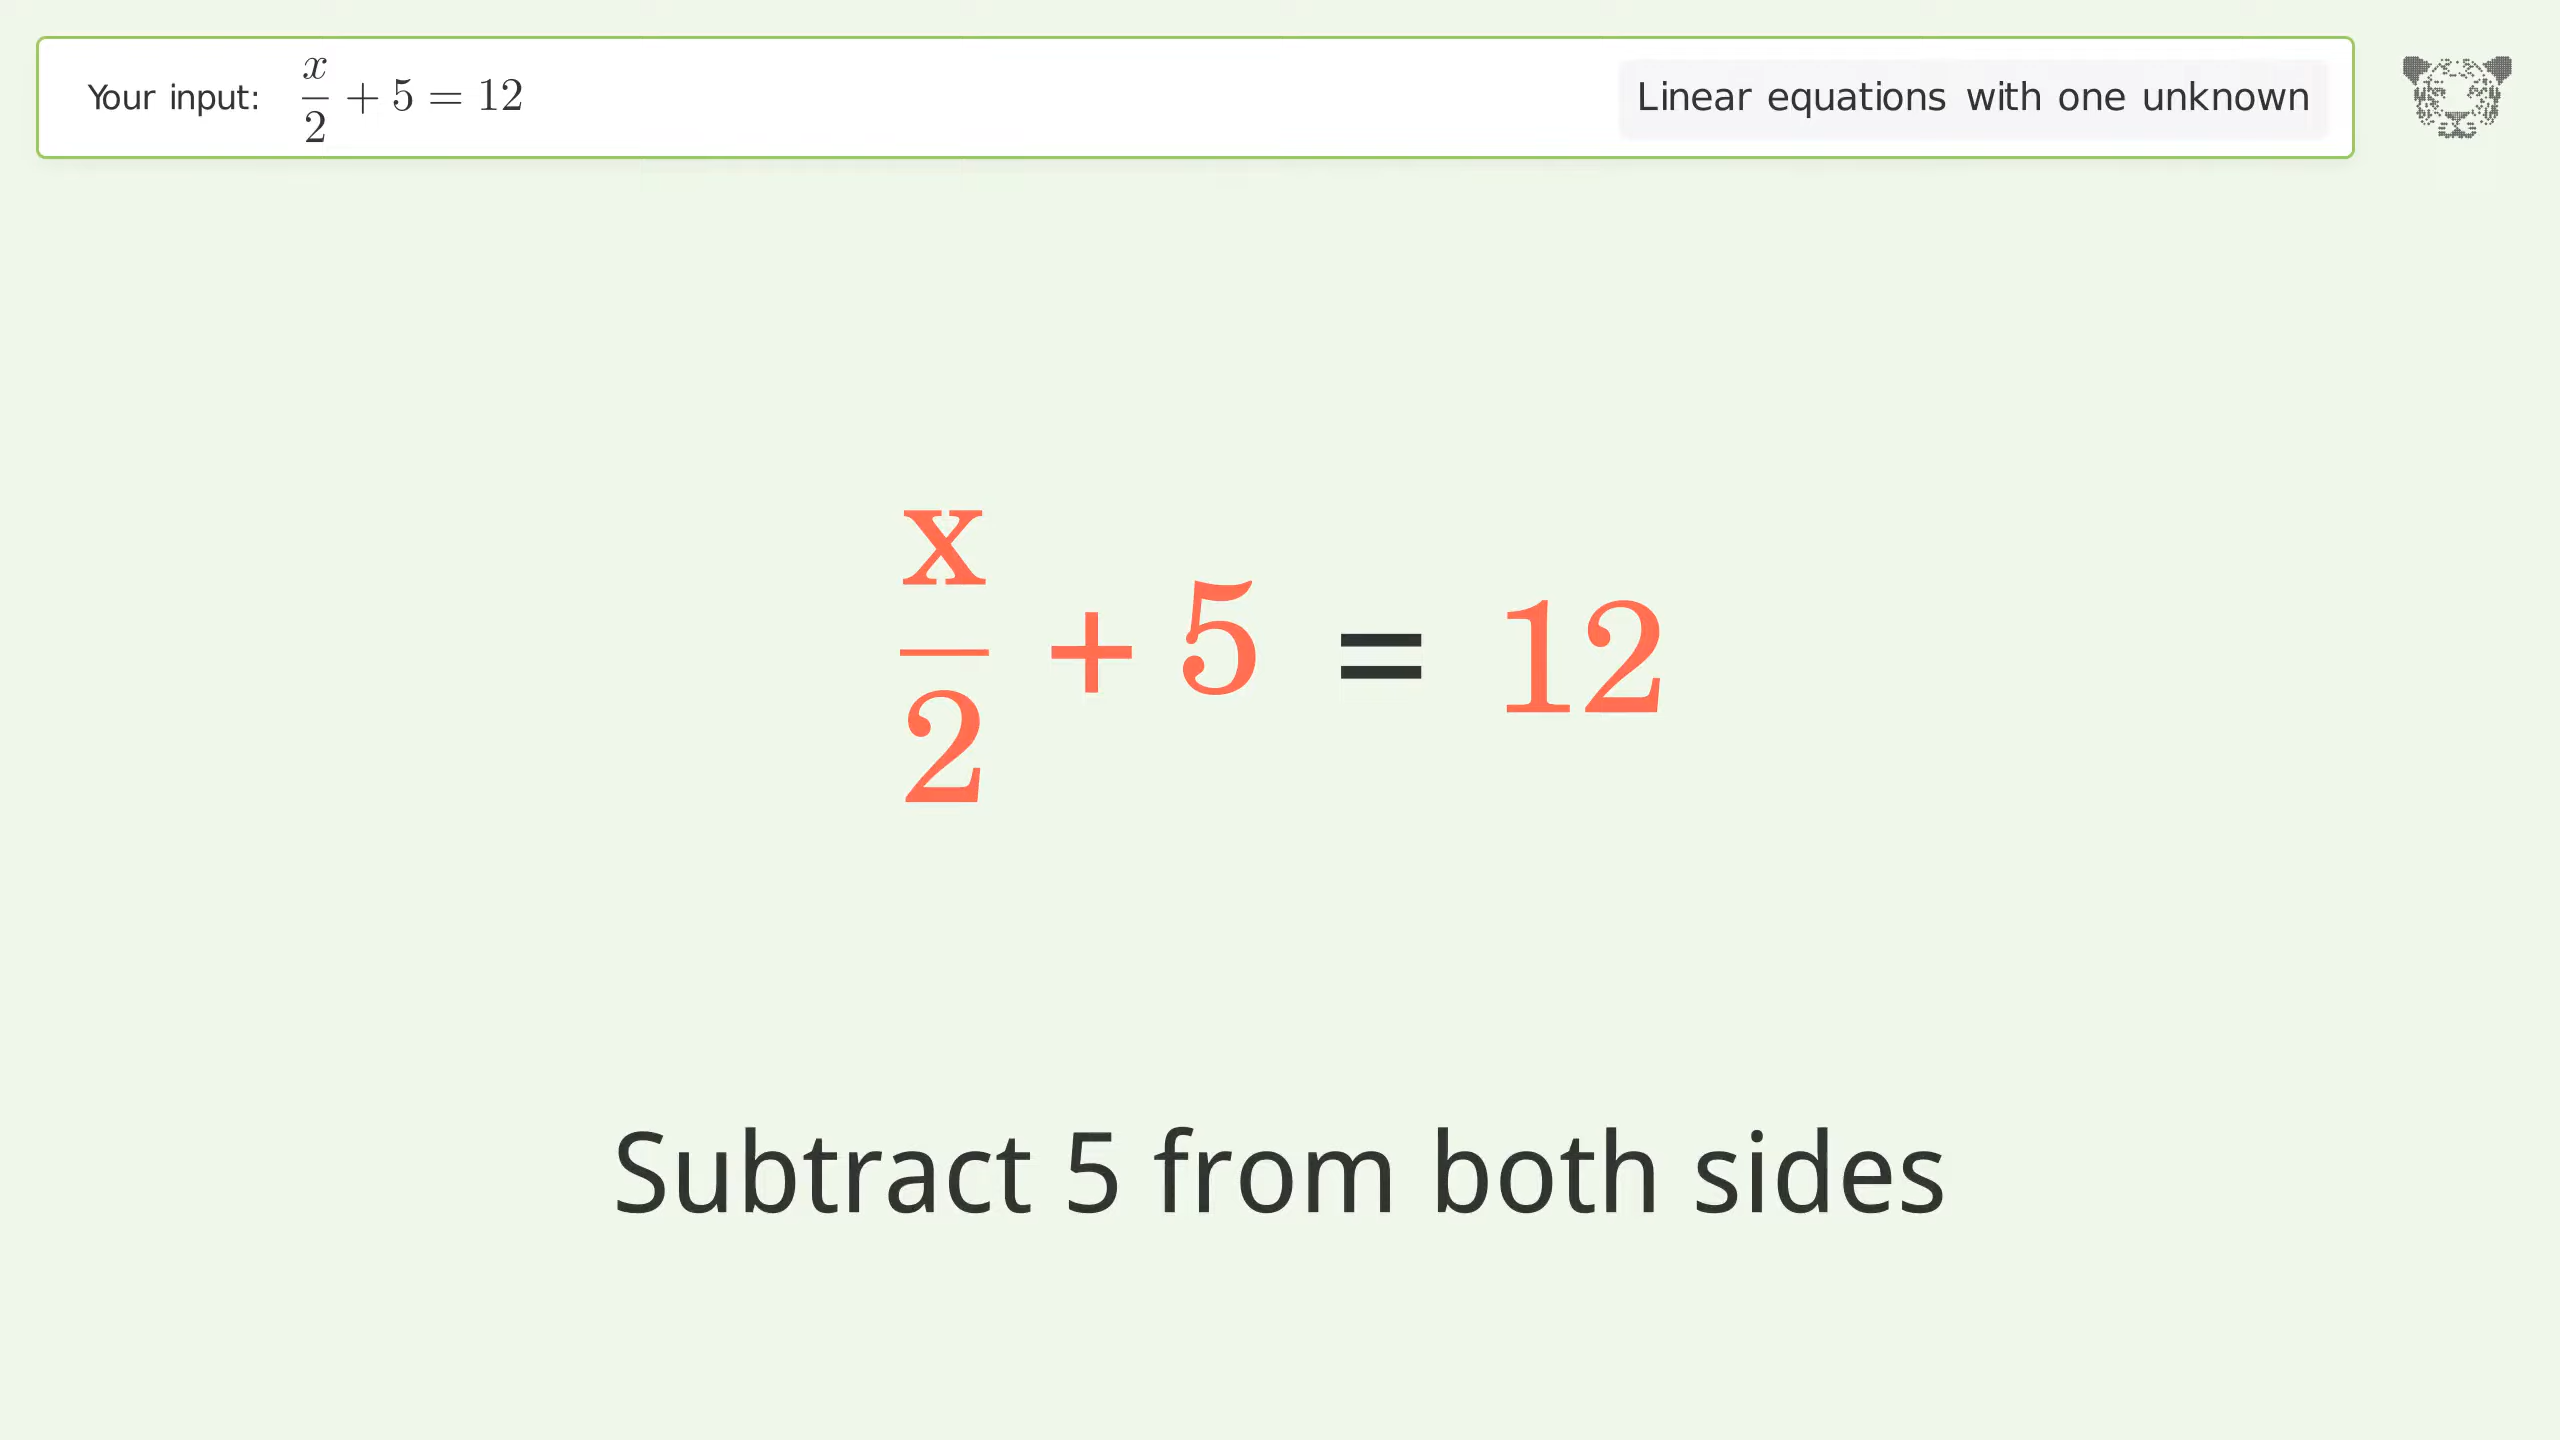 Your input: x/2 + 5 = 12
Linear equations with one unknown
x/2 + 5 = 12
Subtract 5 from both sides